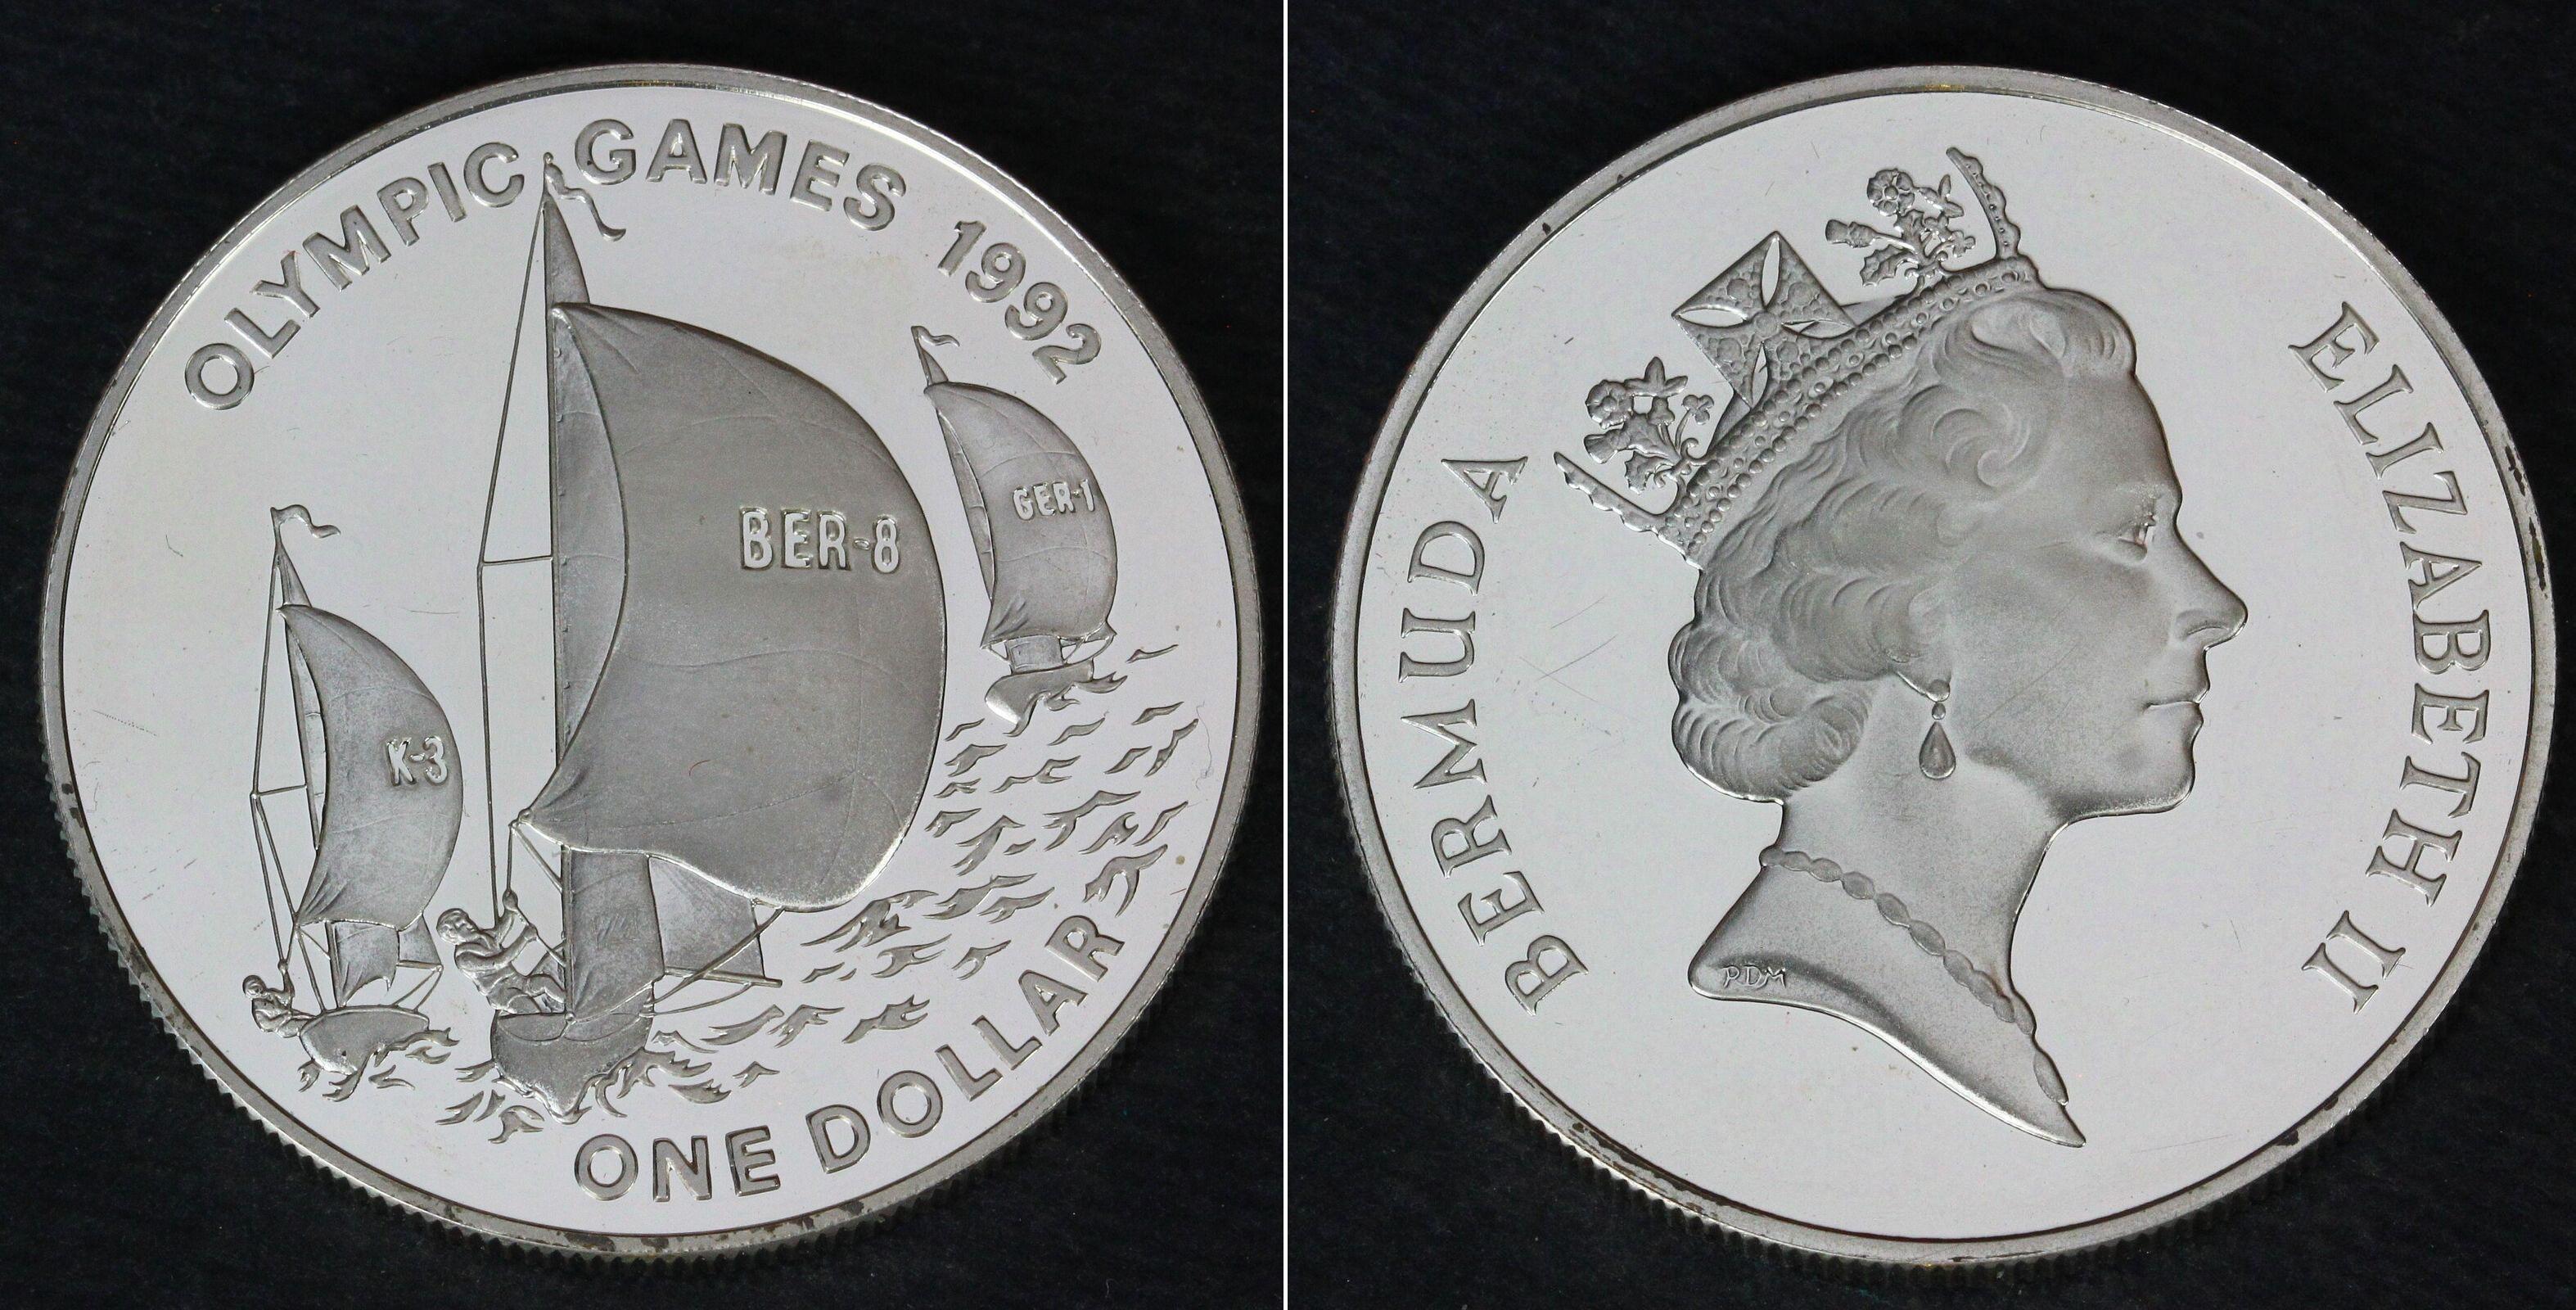 OLYMPIC GAMES 1992
BER-8
GER-1
K-3
ONE DOLLAR
BERMUDA
ELIZABETH II
RDM